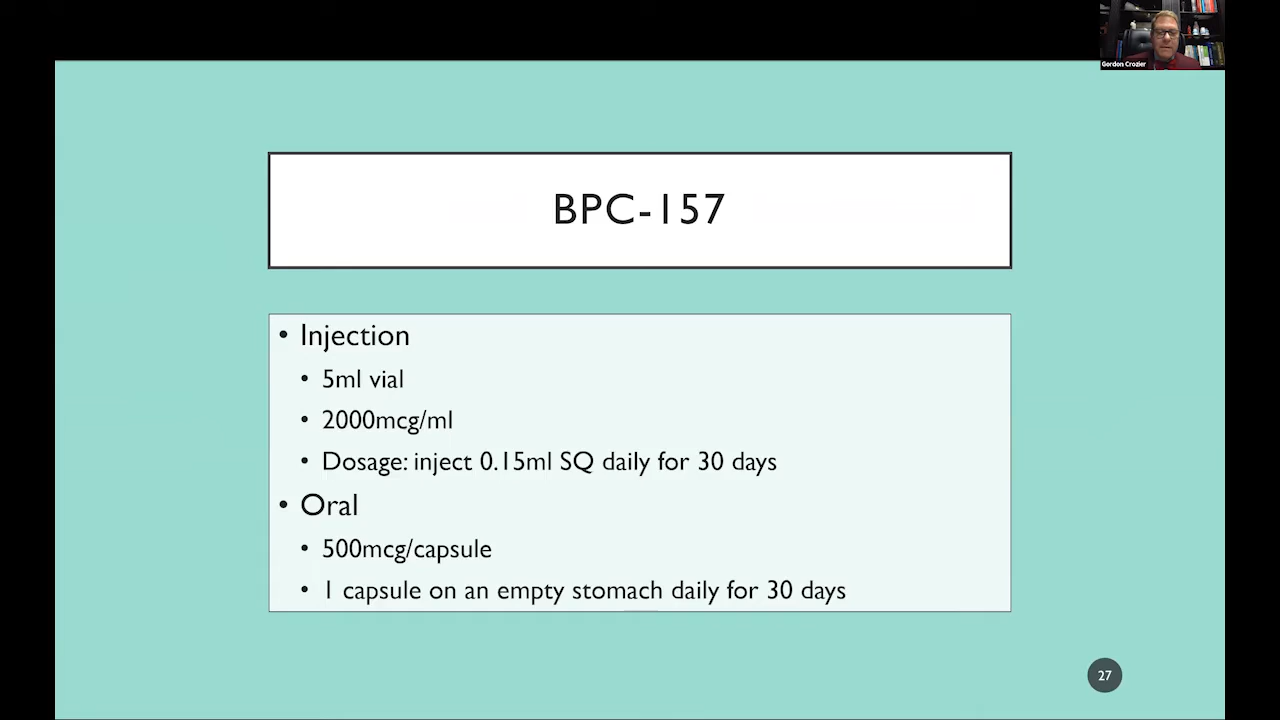 Gordon Crozier
BPC-157
• Injection
• 5ml vial
• 2000mcg/ml
• Dosage: inject 0.15ml SQ daily for 30 days
• Oral
• 500mcg/capsule
• 1 capsule on an empty stomach daily for 30 days
27